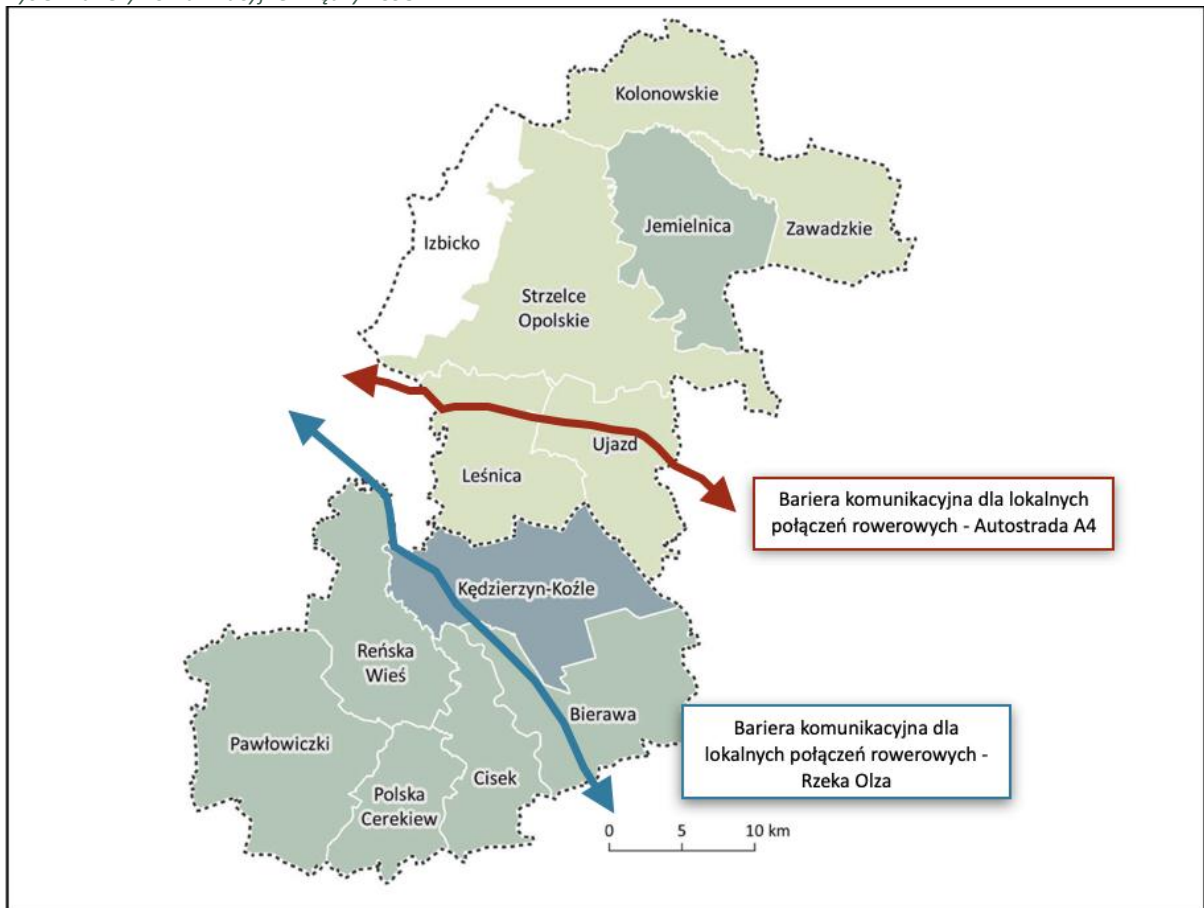 Kolonowskie
Jemielnica
Zawadzkie
Izbicko
Strzelce
Opolskie
Ujazd
Leśnica
Bariera komunikacyjna dla lokalnych
połączeń rowerowych - Autostrada A4
Kędzierzyn-Koźle
Reńska
Wieś
Bierawa
Pawłowiczki
Cisek
Polska
Cerekiew
Bariera komunikacyjna dla
lokalnych połączeń rowerowych -
Rzeka Olza
0 5 10 km